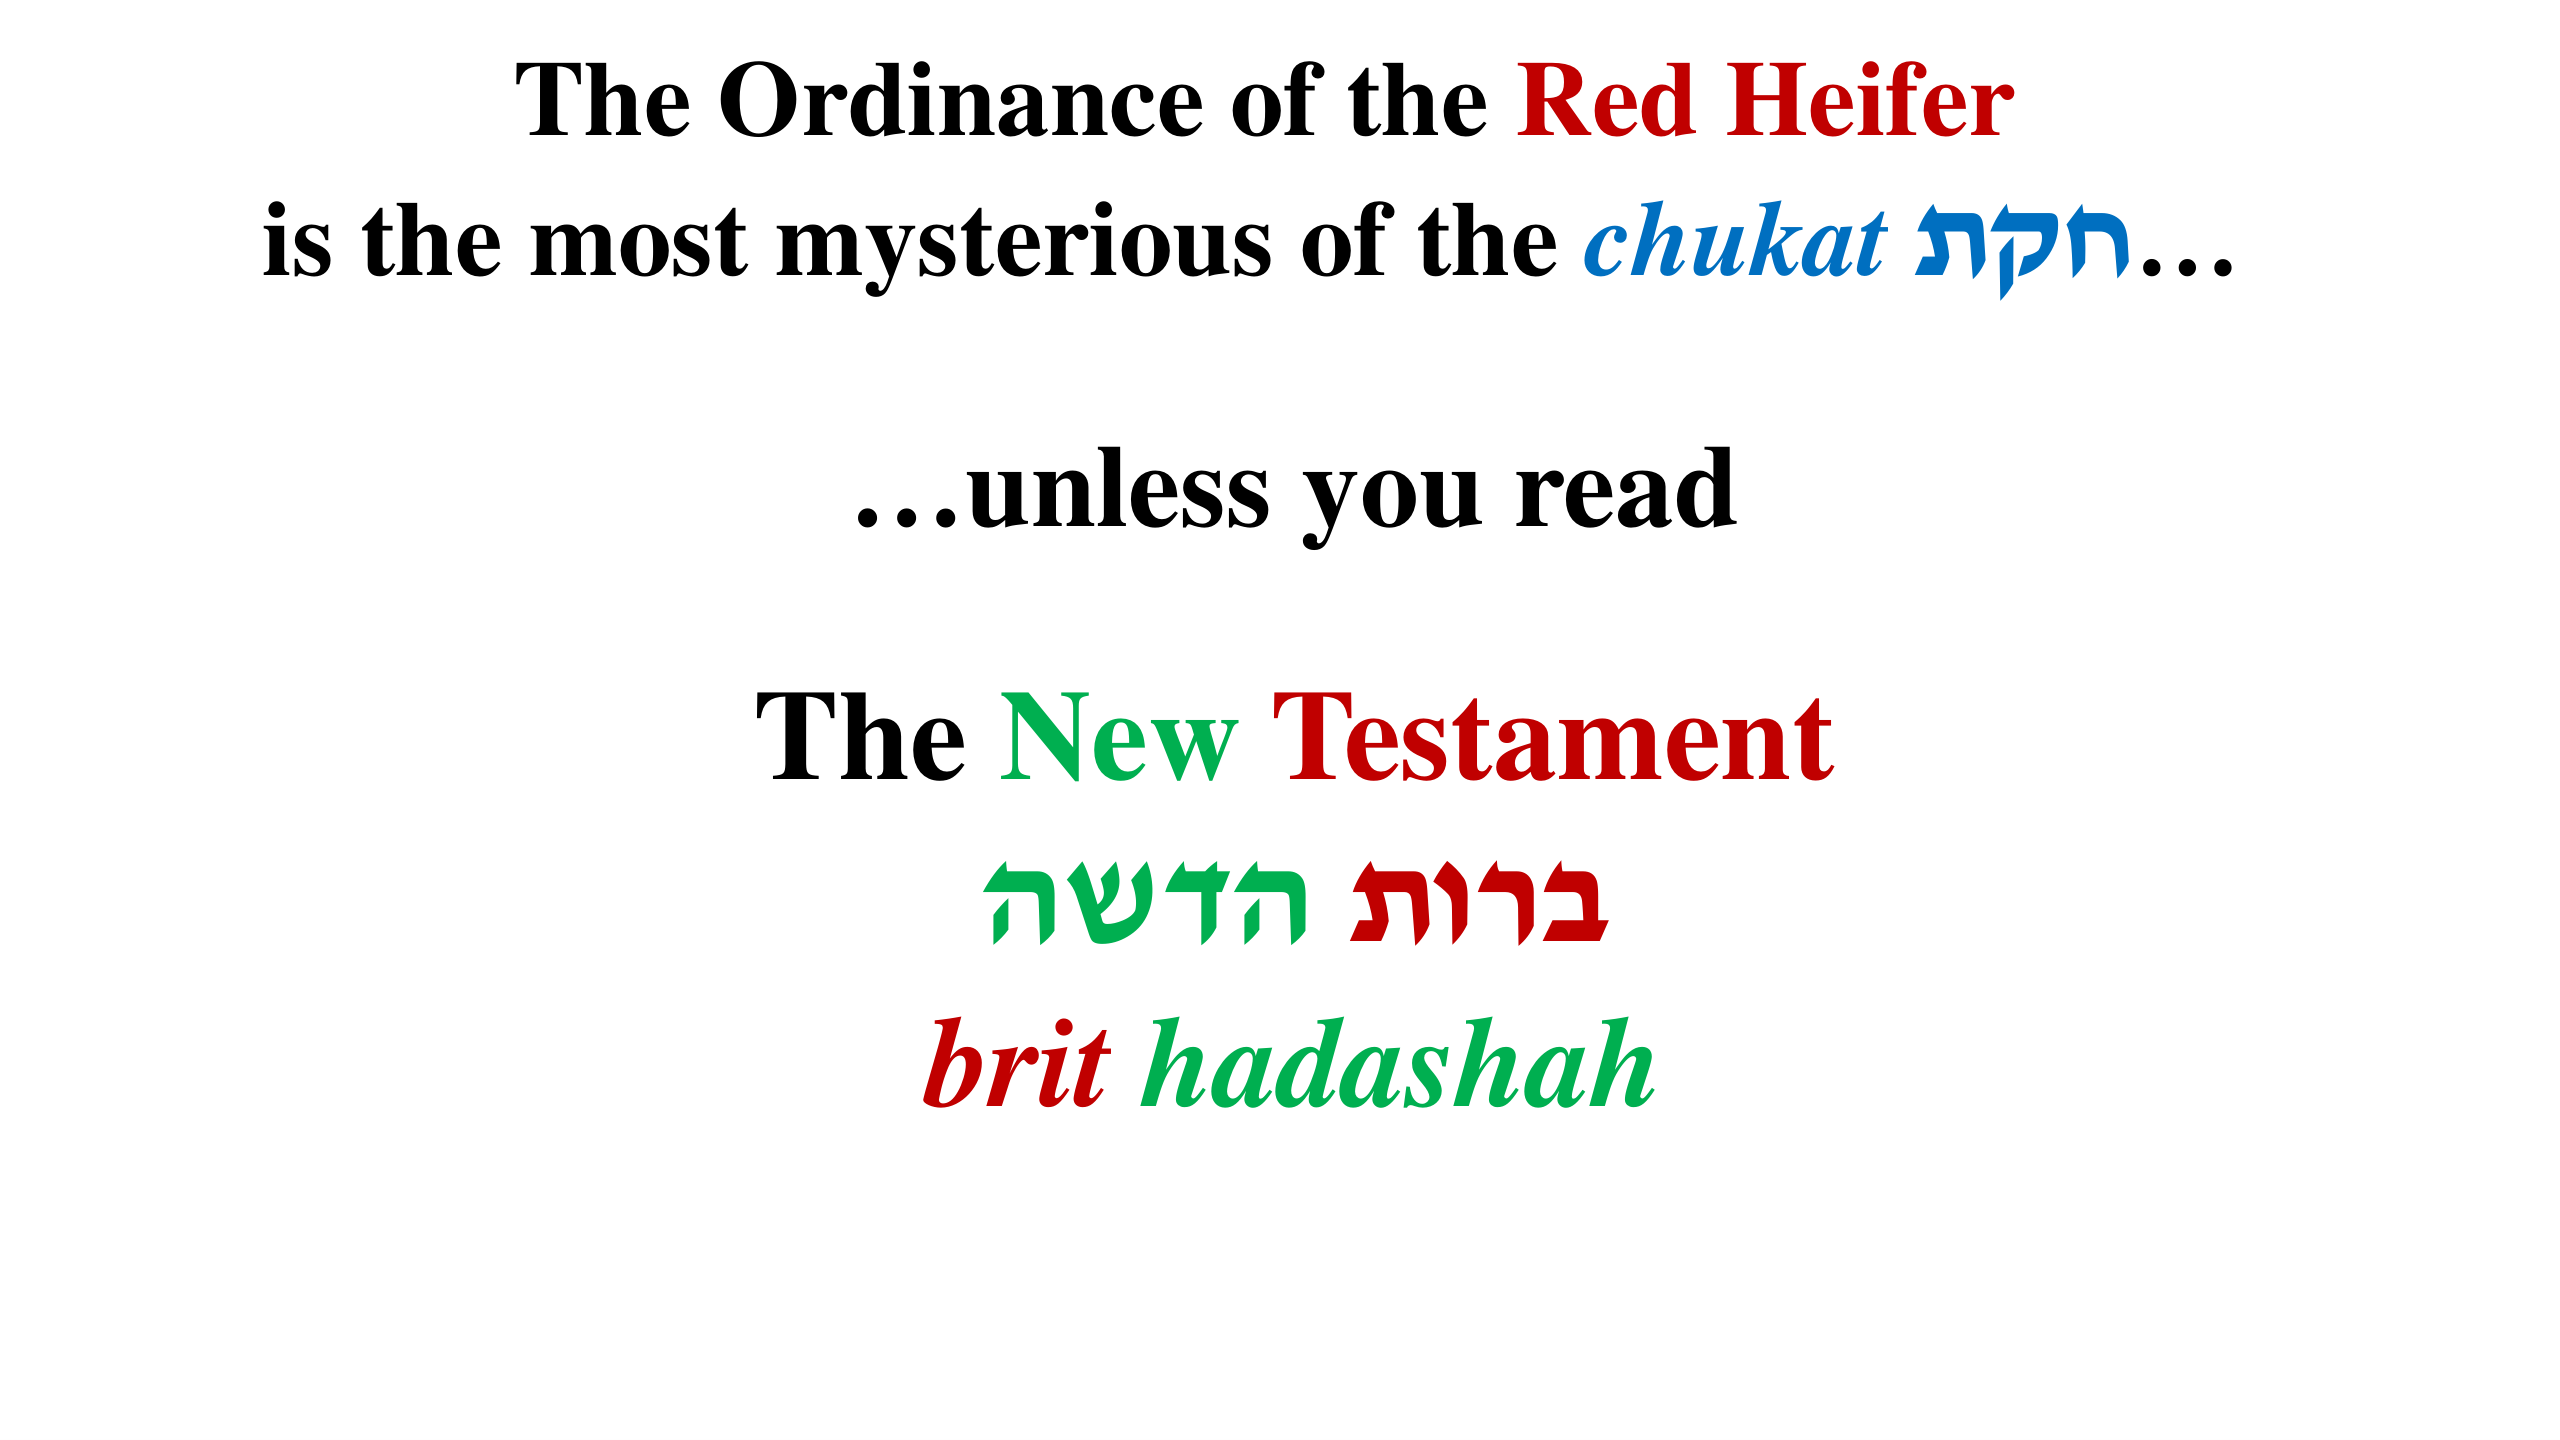 The Ordinance of the Red Heifer
is the most mysterious of the chukat חקת…
…unless you read
The New Testament
ברות הדשה
brit hadashah